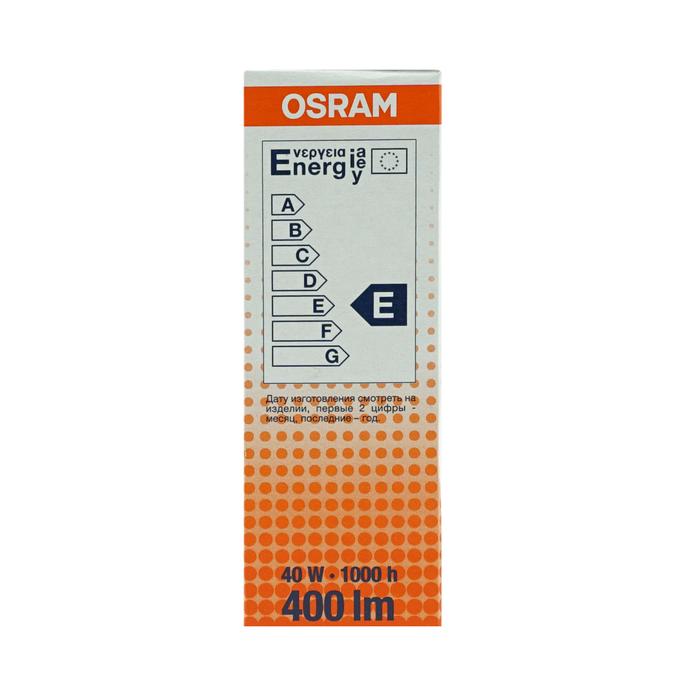 OSRAM
Eνεργεια
Energ ia
ie
y
A
B
C
D
E
E
F
G
Дату изготовления смотреть на
изделии, первые 2 цифры -
месяц, последние – год.
40 W • 1000 h
400 lm